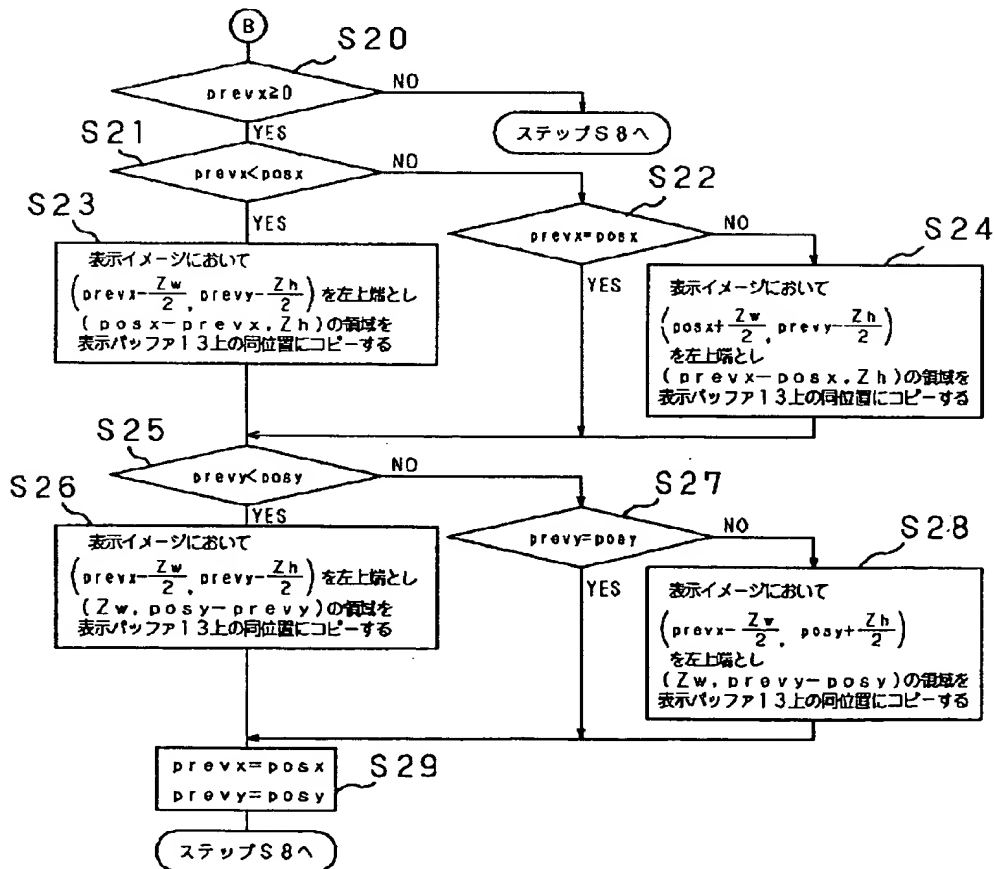 B
S20
prevx≥0
NO
YES
ステップS8へ
S21
prevx<posx
NO
YES
S22
prevx=posx
NO
YES
S23
表示イメージにおいて
(prevx-Zw/2, prevy-Zh/2)を左上端とし
(posx-prevx,Zh)の領域を
表示バッファ13上の同位置にコピーする
S24
表示イメージにおいて
(posx+Zw/2, prevy-Zh/2)
を左上端とし
(prevx-posx,Zh)の領域を
表示バッファ13上の同位置にコピーする
S25
prevy<posy
NO
YES
S26
表示イメージにおいて
(prevx-Zw/2, prevy-Zh/2)を左上端とし
(Zw,posy-prevy)の領域を
表示バッファ13上の同位置にコピーする
S27
prevy=posy
NO
YES
S28
表示イメージにおいて
(prevx-Zw/2, posy+Zh/2)
を左上端とし
(Zw,prevy-posy)の領域を
表示バッファ13上の同位置にコピーする
S29
prevx=posx
prevy=posy
ステップS8へ